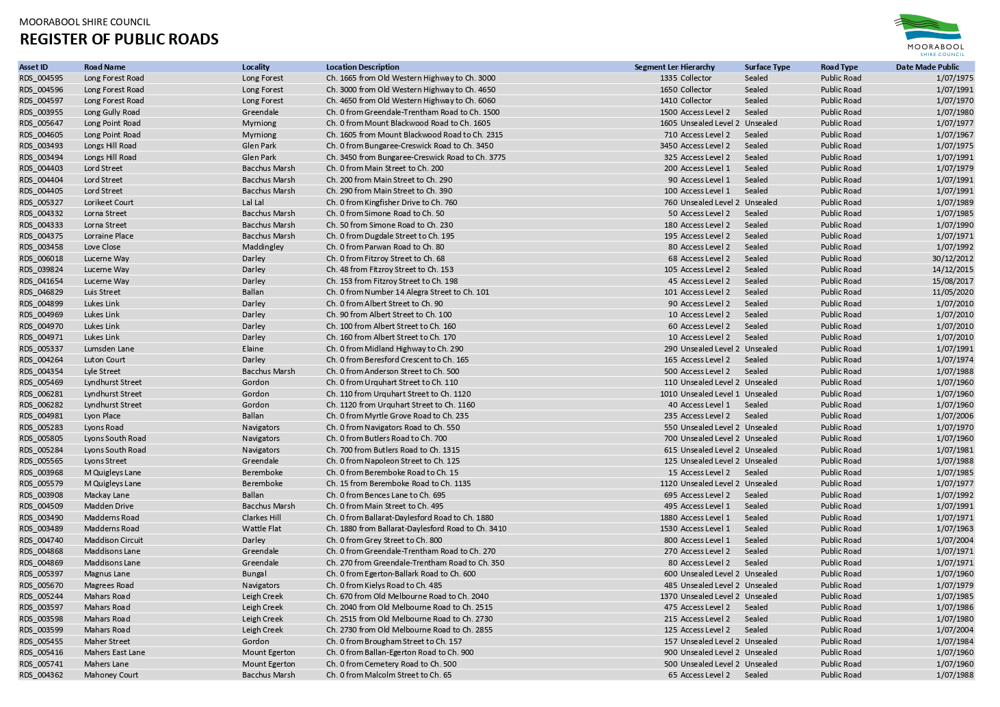 MOORABOOL SHIRE COUNCIL
REGISTER OF PUBLIC ROADS
MOORABOOL
SHIRE COUNCIL
Asset ID Road Name Locality Location Description Segment Len Hierarchy Surface Type Road Type Date Made Public
RDS_004595 Long Forest Road Long Forest Ch. 1665 from Old Western Highway to Ch. 3000 1335 Collector Sealed Public Road 1/07/1975
RDS_004596 Long Forest Road Long Forest Ch. 3000 from Old Western Highway to Ch. 4650 1650 Collector Sealed Public Road 1/07/1991
RDS_004597 Long Forest Road Long Forest Ch. 4650 from Old Western Highway to Ch. 6060 1410 Collector Sealed Public Road 1/07/1970
RDS_003955 Long Gully Road Greendale Ch. 0 from Greendale-Trentham Road to Ch. 1500 1500 Access Level 2 Sealed Public Road 1/07/1980
RDS_005647 Long Point Road Myrniong Ch. 0 from Mount Blackwood Road to Ch. 1605 1605 Unsealed Level 2 Unsealed Public Road 1/07/1977
RDS_004605 Long Point Road Myrniong Ch. 1605 from Mount Blackwood Road to Ch. 2315 710 Access Level 2 Sealed Public Road 1/07/1967
RDS_003493 Longs Hill Road Glen Park Ch. 0 from Bungaree-Creswick Road to Ch. 3450 3450 Access Level 2 Sealed Public Road 1/07/1975
RDS_003494 Longs Hill Road Glen Park Ch. 3450 from Bungaree-Creswick Road to Ch. 3775 325 Access Level 2 Sealed Public Road 1/07/1991
RDS_004403 Lord Street Bacchus Marsh Ch. 0 from Main Street to Ch. 200 200 Access Level 1 Sealed Public Road 1/07/1979
RDS_004404 Lord Street Bacchus Marsh Ch. 200 from Main Street to Ch. 290 90 Access Level 1 Sealed Public Road 1/07/1991
RDS_004405 Lord Street Bacchus Marsh Ch. 290 from Main Street to Ch. 390 100 Access Level 1 Sealed Public Road 1/07/1991
RDS_005327 Lorikeet Court Lal Lal Ch. 0 from Kingfisher Drive to Ch. 760 760 Unsealed Level 2 Unsealed Public Road 1/07/1989
RDS_004332 Lorna Street Bacchus Marsh Ch. 0 from Simone Road to Ch. 50 50 Access Level 2 Sealed Public Road 1/07/1985
RDS_004333 Lorna Street Bacchus Marsh Ch. 50 from Simone Road to Ch. 230 180 Access Level 2 Sealed Public Road 1/07/1990
RDS_004375 Lorraine Place Bacchus Marsh Ch. 0 from Dugdale Street to Ch. 195 195 Access Level 2 Sealed Public Road 1/07/1971
RDS_003458 Love Close Maddingley Ch. 0 from Parwan Road to Ch. 80 80 Access Level 2 Sealed Public Road 1/07/1992
RDS_006018 Lucerne Way Darley Ch. 0 from Fitzroy Street to Ch. 68 68 Access Level 2 Sealed Public Road 30/12/2012
RDS_039824 Lucerne Way Darley Ch. 48 from Fitzroy Street to Ch. 153 105 Access Level 2 Sealed Public Road 14/12/2015
RDS_041654 Lucerne Way Darley Ch. 153 from Fitzroy Street to Ch. 198 45 Access Level 2 Sealed Public Road 15/08/2017
RDS_046829 Luis Street Ballan Ch. 0 from Number 14 Alegra Street to Ch. 101 101 Access Level 2 Sealed Public Road 11/05/2020
RDS_004899 Lukes Link Darley Ch. 0 from Albert Street to Ch. 90 90 Access Level 2 Sealed Public Road 1/07/2010
RDS_004969 Lukes Link Darley Ch. 90 from Albert Street to Ch. 100 10 Access Level 2 Sealed Public Road 1/07/2010
RDS_004970 Lukes Link Darley Ch. 100 from Albert Street to Ch. 160 60 Access Level 2 Sealed Public Road 1/07/2010
RDS_004971 Lukes Link Darley Ch. 160 from Albert Street to Ch. 170 10 Access Level 2 Sealed Public Road 1/07/2010
RDS_005337 Lumsden Lane Elaine Ch. 0 from Midland Highway to Ch. 290 290 Unsealed Level 2 Unsealed Public Road 1/07/1991
RDS_004264 Luton Court Darley Ch. 0 from Beresford Crescent to Ch. 165 165 Access Level 2 Sealed Public Road 1/07/1974
RDS_004354 Lyle Street Bacchus Marsh Ch. 0 from Anderson Street to Ch. 500 500 Access Level 2 Sealed Public Road 1/07/1988
RDS_005469 Lyndhurst Street Gordon Ch. 0 from Urquhart Street to Ch. 110 110 Unsealed Level 2 Unsealed Public Road 1/07/1960
RDS_006281 Lyndhurst Street Gordon Ch. 110 from Urquhart Street to Ch. 1120 1010 Unsealed Level 1 Unsealed Public Road 1/07/1960
RDS_006282 Lyndhurst Street Gordon Ch. 1120 from Urquhart Street to Ch. 1160 40 Access Level 1 Sealed Public Road 1/07/1960
RDS_004981 Lyon Place Ballan Ch. 0 from Myrtle Grove Road to Ch. 235 235 Access Level 2 Sealed Public Road 1/07/2006
RDS_005283 Lyons Road Navigators Ch. 0 from Navigators Road to Ch. 550 550 Unsealed Level 2 Unsealed Public Road 1/07/1970
RDS_005805 Lyons South Road Navigators Ch. 0 from Butlers Road to Ch. 700 700 Unsealed Level 2 Unsealed Public Road 1/07/1960
RDS_005284 Lyons South Road Navigators Ch. 700 from Butlers Road to Ch. 1315 615 Unsealed Level 2 Unsealed Public Road 1/07/1981
RDS_005565 Lyons Street Greendale Ch. 0 from Napoleon Street to Ch. 125 125 Unsealed Level 2 Unsealed Public Road 1/07/1988
RDS_003968 M Quigleys Lane Beremboke Ch. 0 from Beremboke Road to Ch. 15 15 Access Level 2 Sealed Public Road 1/07/1985
RDS_005579 M Quigleys Lane Beremboke Ch. 15 from Beremboke Road to Ch. 1135 1120 Unsealed Level 2 Unsealed Public Road 1/07/1977
RDS_003908 Mackay Lane Ballan Ch. 0 from Bences Lane to Ch. 695 695 Access Level 2 Sealed Public Road 1/07/1992
RDS_004509 Madden Drive Bacchus Marsh Ch. 0 from Main Street to Ch. 495 495 Access Level 1 Sealed Public Road 1/07/1991
RDS_003490 Madderns Road Clarkes Hill Ch. 0 from Ballarat-Daylesford Road to Ch. 1880 1880 Access Level 1 Sealed Public Road 1/07/1971
RDS_003489 Madderns Road Wattle Flat Ch. 1880 from Ballarat-Daylesford Road to Ch. 3410 1530 Access Level 1 Sealed Public Road 1/07/1963
RDS_004740 Maddison Circuit Darley Ch. 0 from Grey Street to Ch. 800 800 Access Level 1 Sealed Public Road 1/07/2004
RDS_004868 Maddisons Lane Greendale Ch. 0 from Greendale-Trentham Road to Ch. 270 270 Access Level 2 Sealed Public Road 1/07/1971
RDS_004869 Maddisons Lane Greendale Ch. 270 from Greendale-Trentham Road to Ch. 350 80 Access Level 2 Sealed Public Road 1/07/1971
RDS_005397 Magnus Lane Bungal Ch. 0 from Egerton-Ballark Road to Ch. 600 600 Unsealed Level 2 Unsealed Public Road 1/07/1960
RDS_005670 Magrees Road Navigators Ch. 0 from Kielys Road to Ch. 485 485 Unsealed Level 2 Unsealed Public Road 1/07/1979
RDS_005244 Mahars Road Leigh Creek Ch. 670 from Old Melbourne Road to Ch. 2040 1370 Unsealed Level 2 Unsealed Public Road 1/07/1985
RDS_003597 Mahars Road Leigh Creek Ch. 2040 from Old Melbourne Road to Ch. 2515 475 Access Level 2 Sealed Public Road 1/07/1986
RDS_003598 Mahars Road Leigh Creek Ch. 2515 from Old Melbourne Road to Ch. 2730 215 Access Level 2 Sealed Public Road 1/07/1980
RDS_003599 Mahars Road Leigh Creek Ch. 2730 from Old Melbourne Road to Ch. 2855 125 Access Level 2 Sealed Public Road 1/07/2004
RDS_005455 Maher Street Gordon Ch. 0 from Brougham Street to Ch. 157 157 Unsealed Level 2 Unsealed Public Road 1/07/1984
RDS_005416 Mahers East Lane Mount Egerton Ch. 0 from Ballan-Egerton Road to Ch. 900 900 Unsealed Level 2 Unsealed Public Road 1/07/1960
RDS_005741 Mahers Lane Mount Egerton Ch. 0 from Cemetery Road to Ch. 500 500 Unsealed Level 2 Unsealed Public Road 1/07/1960
RDS_004362 Mahoney Court Bacchus Marsh Ch. 0 from Malcolm Street to Ch. 65 65 Access Level 2 Sealed Public Road 1/07/1988